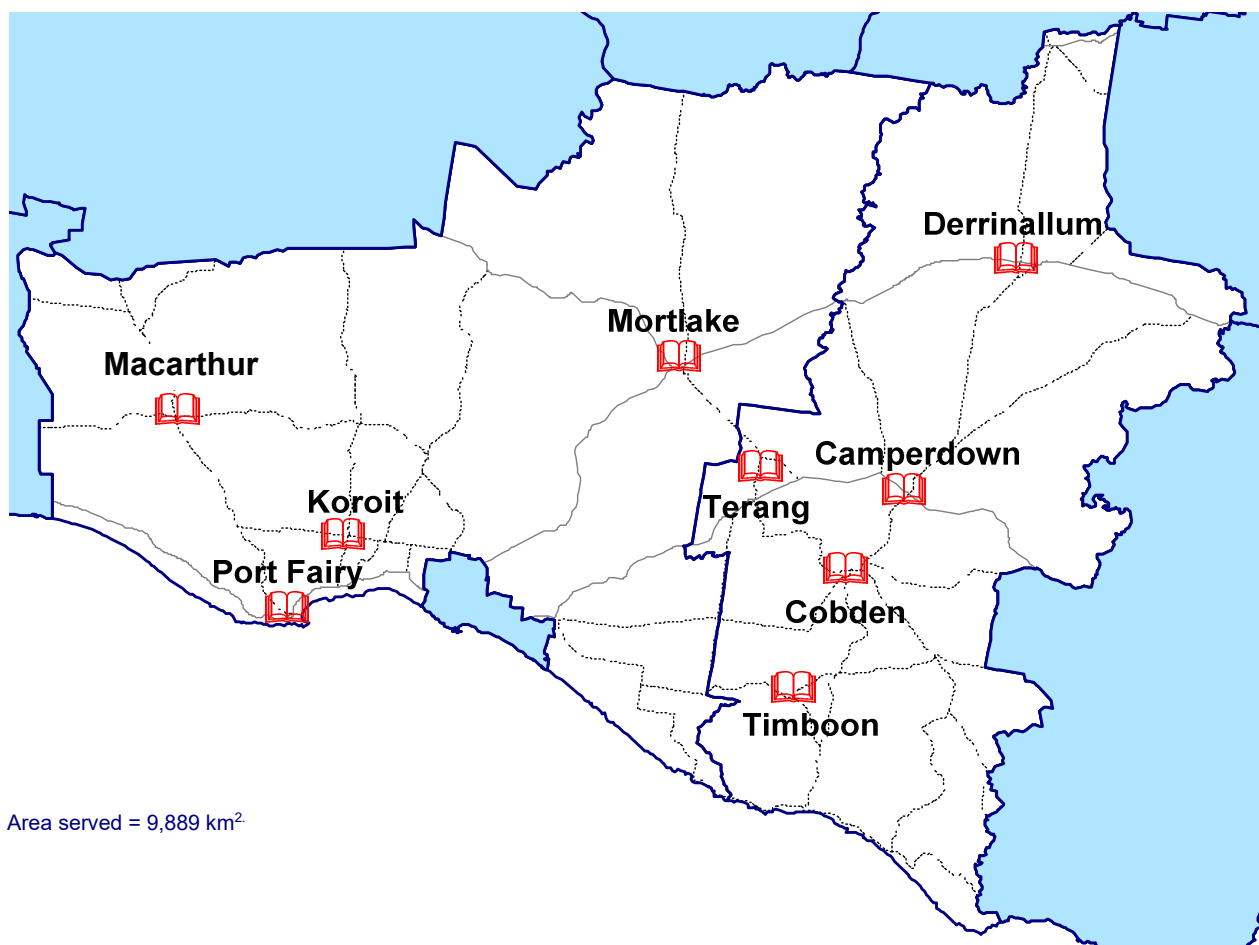 Derrinallum
Mortlake
Macarthur
Camperdown
Koroit
Terang
Port Fairy
Cobden
Timboon
Area served = 9,889 km².